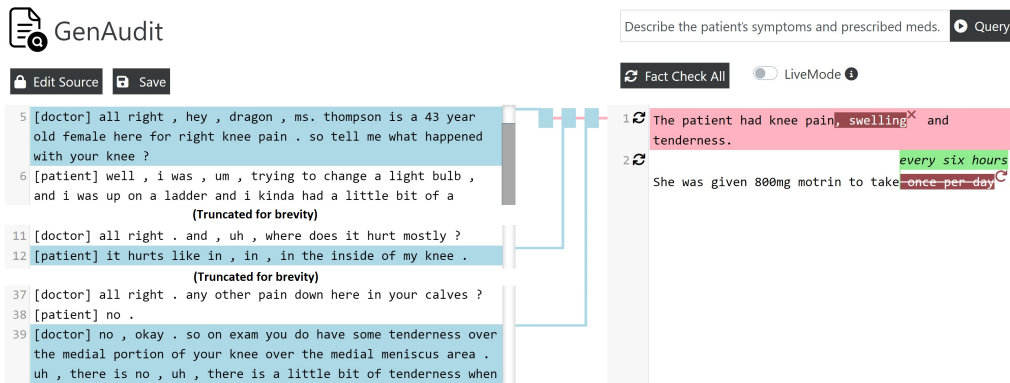 GenAudit
Describe the patient's symptoms and prescribed meds.
Query
Edit Source
Save
Fact Check All
LiveMode
5 [doctor] all right , hey , dragon , ms. thompson is a 43 year
old female here for right knee pain . so tell me what happened
with your knee ?
6 [patient] well , i was , um , trying to change a light bulb ,
and i was up on a ladder and i kinda had a little bit of a
(Truncated for brevity)
11 [doctor] all right . and , uh , where does it hurt mostly ?
12 [patient] it hurts like in , in , in the inside of my knee .
(Truncated for brevity)
37 [doctor] all right . any other pain down here in your calves ?
38 [patient] no .
39 [doctor] no , okay . so on exam you do have some tenderness over
the medial portion of your knee over the medial meniscus area .
uh , there is no , uh , there is a little bit of tenderness when
1 The patient had knee pain, swelling and
tenderness.
every six hours
2 She was given 800mg motrin to take once per day